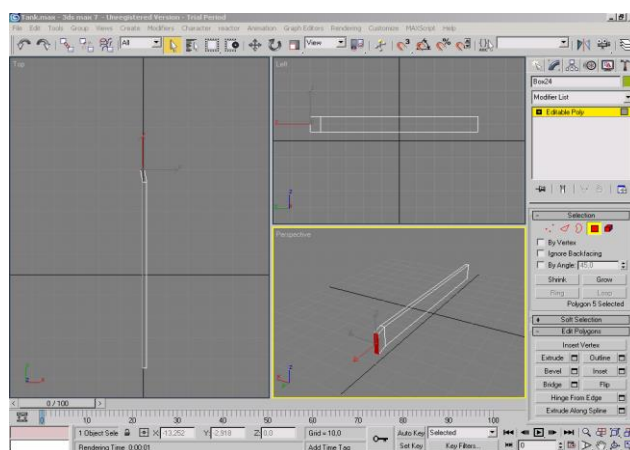 Tank.max - 3ds max 7 - Unregistered Version - Trial Period
File Edit Tools Group Views Create Modifiers Character reactor Animation Graph Editors Rendering Customize MAXScript Help
All
View
Top
Left
Perspective
Box24
Modifier List
Editable Poly
Selection
By Vertex
Ignore Backfacing
By Angle: 45,0
Shrink Grow
Ring Loop
Polygon 5 Selected
Soft Selection
Edit Polygons
Insert Vertex
Extrude Outline
Bevel Inset
Bridge Flip
Hinge From Edge
Extrude Along Spline
0 / 100
0 10 20 30 40 50 60 70 80 90 100
1 Object Sele X: -13,252 Y: -2,918 Z: 0,0 Grid = 10,0 Auto Key Selected
Rendering Time 0:00:01 Add Time Tag Set Key Key Filters... 0